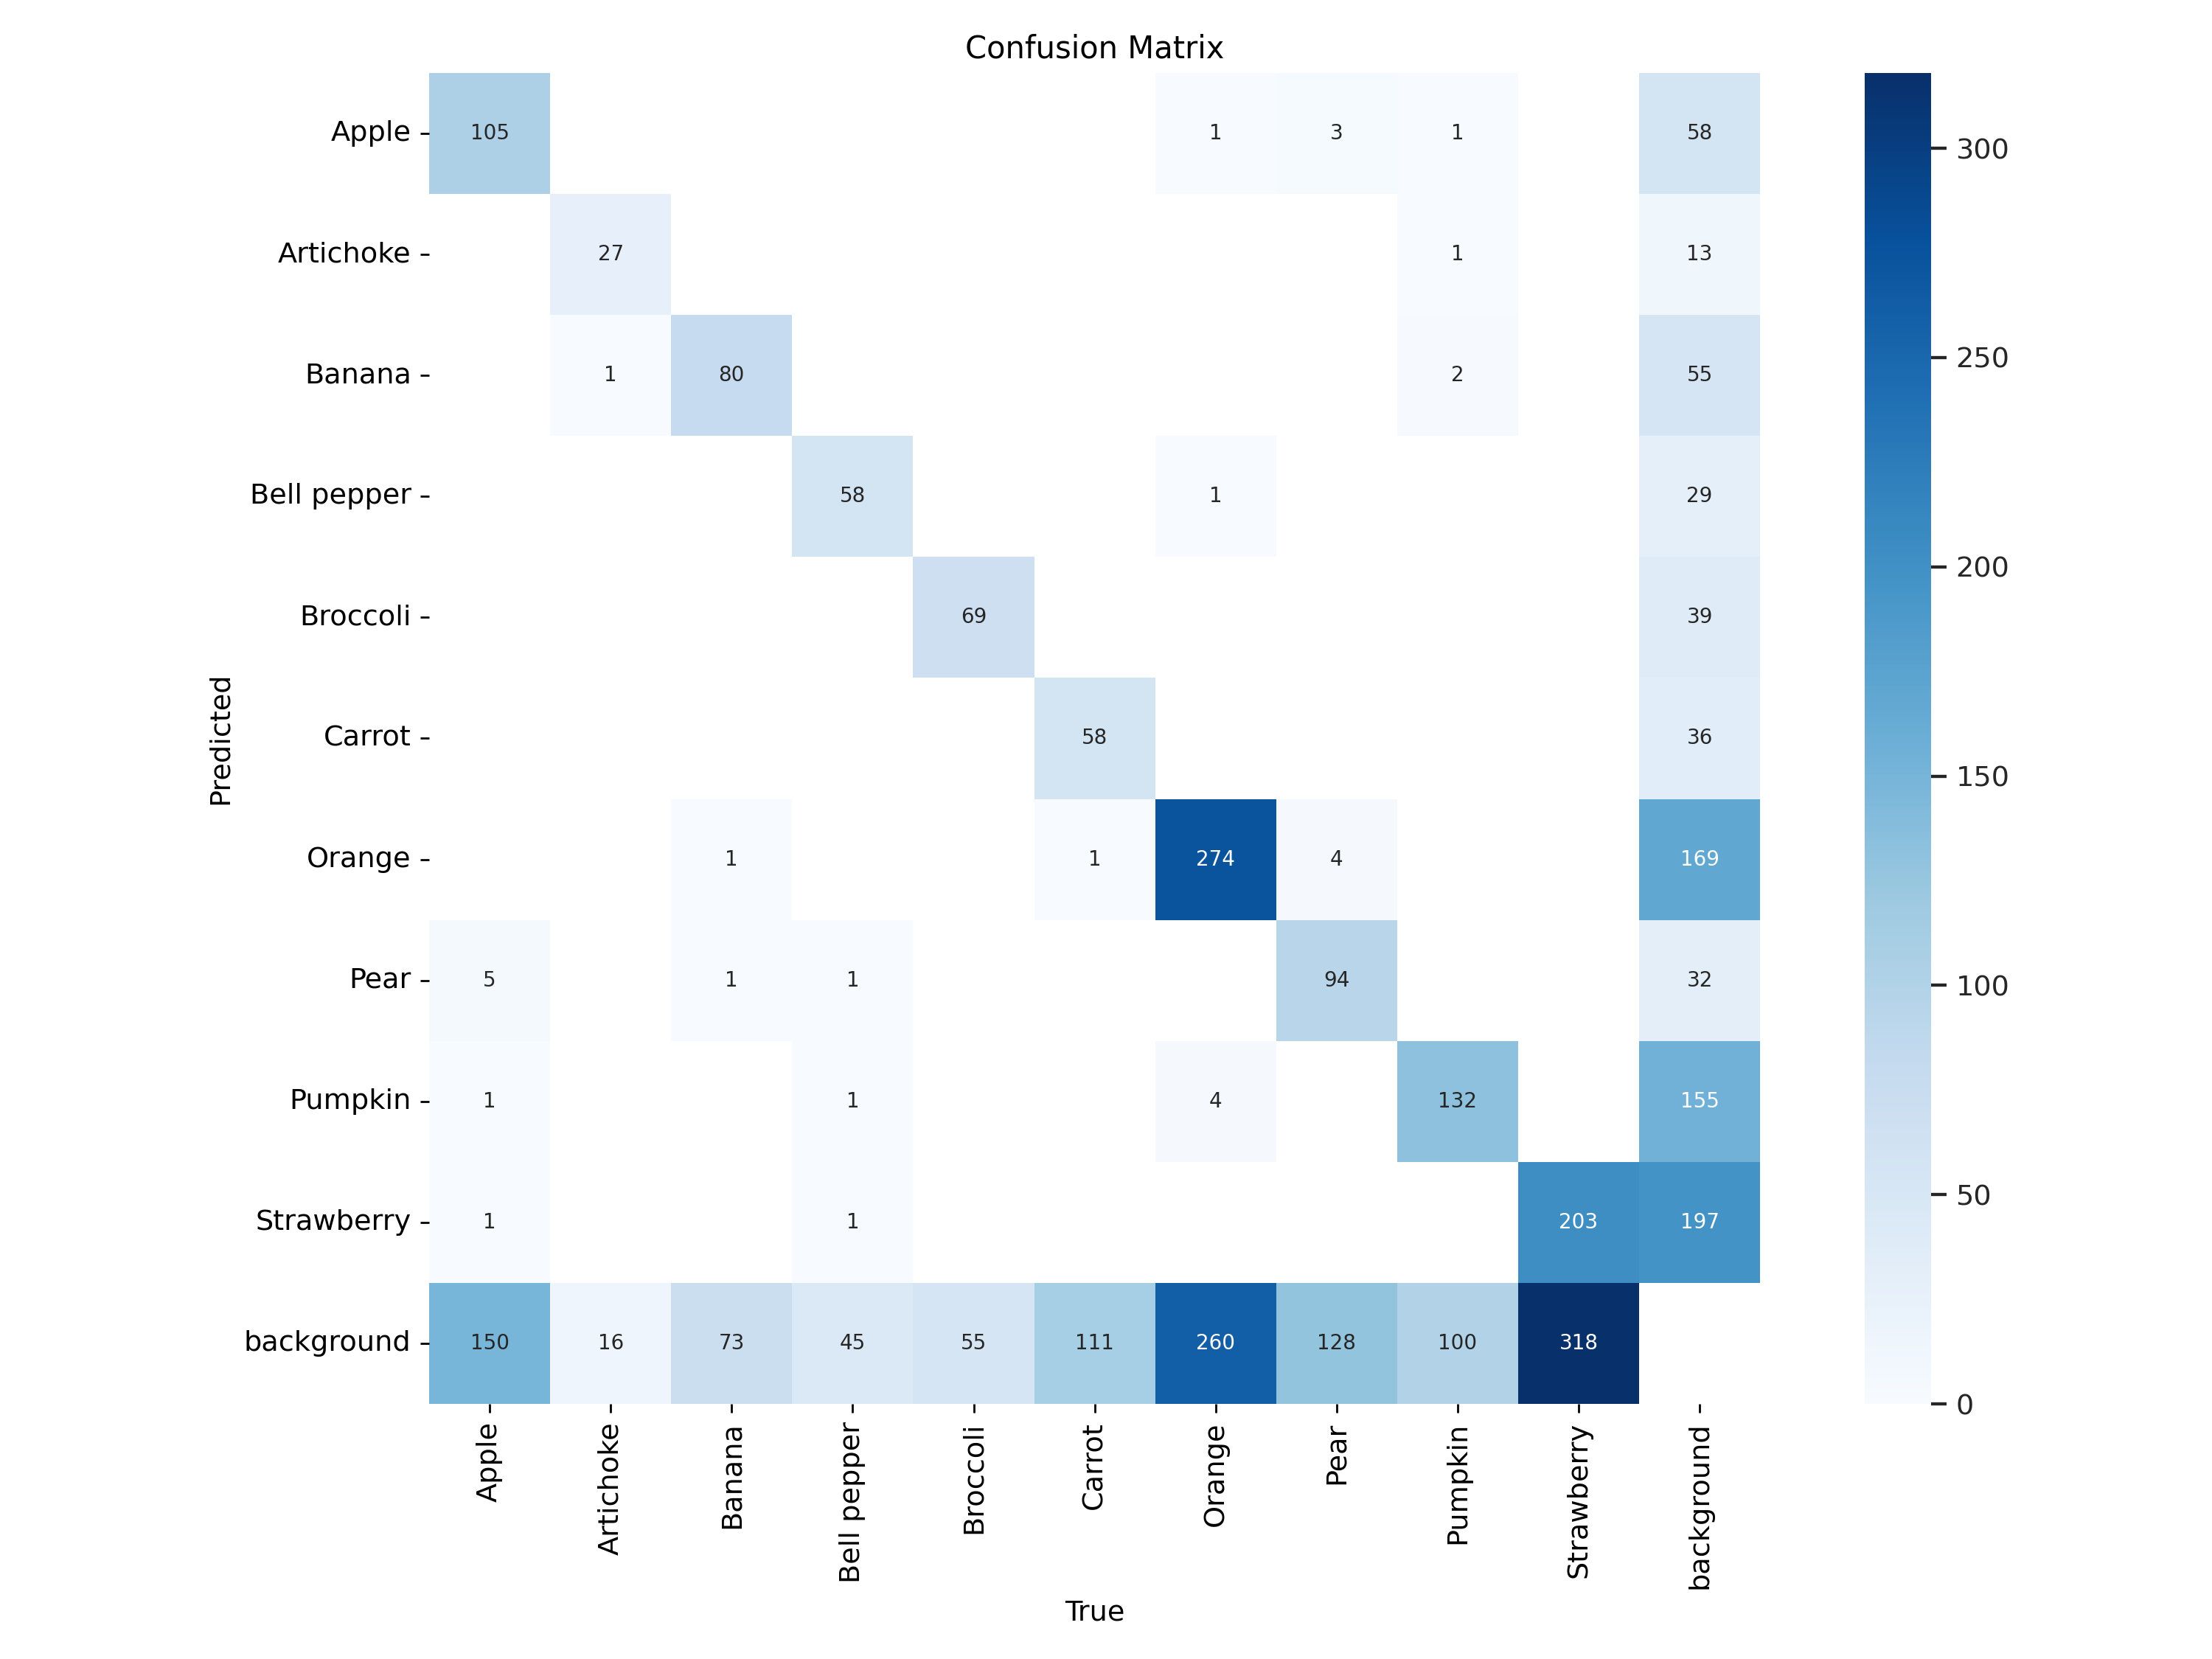 Confusion Matrix
Apple 105 1 3 1 58
Artichoke 27 1 13
Banana 1 80 2 55
Bell pepper 58 1 29
Broccoli 69 39
Carrot 58 36
Orange 1 1 274 4 169
Pear 5 1 1 94 32
Pumpkin 1 1 4 132 155
Strawberry 1 1 203 197
background 150 16 73 45 55 111 260 128 100 318
Predicted
Apple Artichoke Banana Bell pepper Broccoli Carrot Orange Pear Pumpkin Strawberry background
True
300
250
200
150
100
50
0